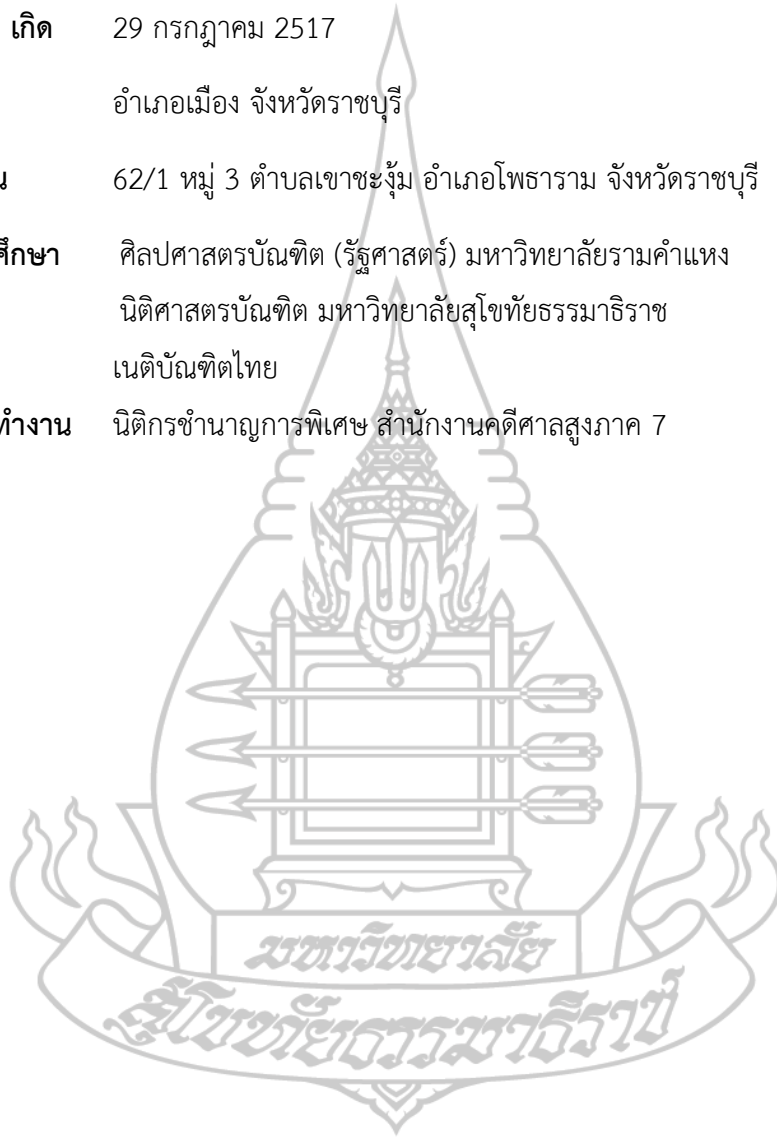 เกิด 29 กรกฎาคม 2517
อำเภอเมือง จังหวัดราชบุรี
62/1 หมู่ 3 ตำบลเขาชะงุ้ม อำเภอโพธาราม จังหวัดราชบุรี
ศิลปศาสตรบัณฑิต (รัฐศาสตร์) มหาวิทยาลัยรามคำแหง
นิติศาสตรบัณฑิต มหาวิทยาลัยสุโขทัยธรรมาธิราช
เนติบัณฑิตไทย
ทำงาน นิติกรชำนาญการพิเศษ สำนักงานคดีศาลสูงภาค 7
มหาวิทยาลัย
สุโขทัยธรรมาธิราช